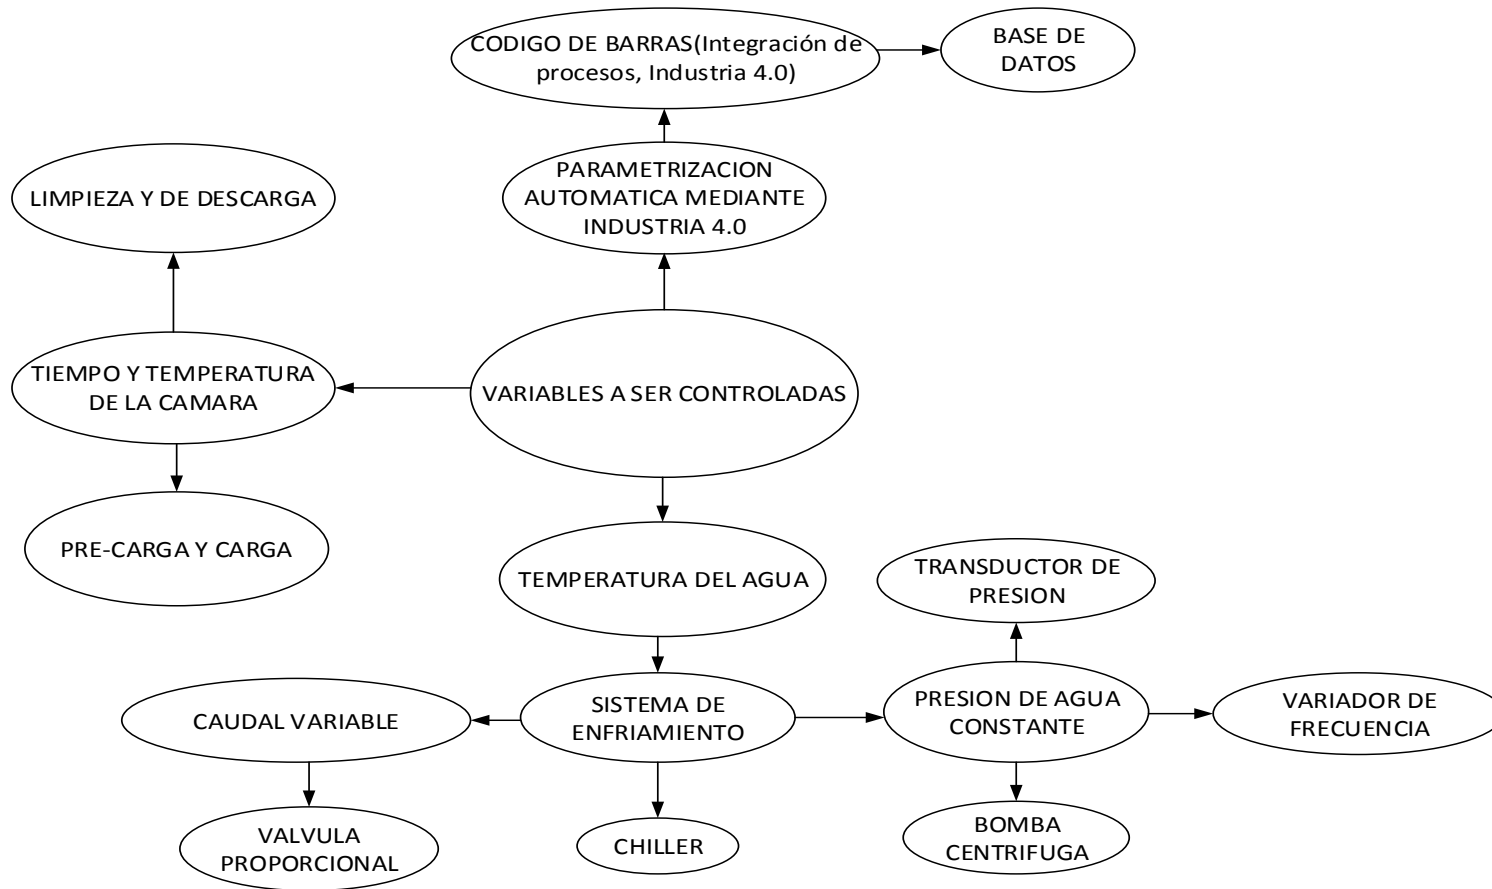 CODIGO DE BARRAS(Integración de
procesos, Industria 4.0)
BASE DE
DATOS
PARAMETRIZACION
AUTOMATICA MEDIANTE
INDUSTRIA 4.0
LIMPIEZA Y DE DESCARGA
TIEMPO Y TEMPERATURA
DE LA CAMARA
VARIABLES A SER CONTROLADAS
PRE-CARGA Y CARGA
TEMPERATURA DEL AGUA
TRANSDUCTOR DE
PRESION
CAUDAL VARIABLE
SISTEMA DE
ENFRIAMIENTO
PRESION DE AGUA
CONSTANTE
VARIADOR DE
FRECUENCIA
VALVULA
PROPORCIONAL
CHILLER
BOMBA
CENTRIFUGA